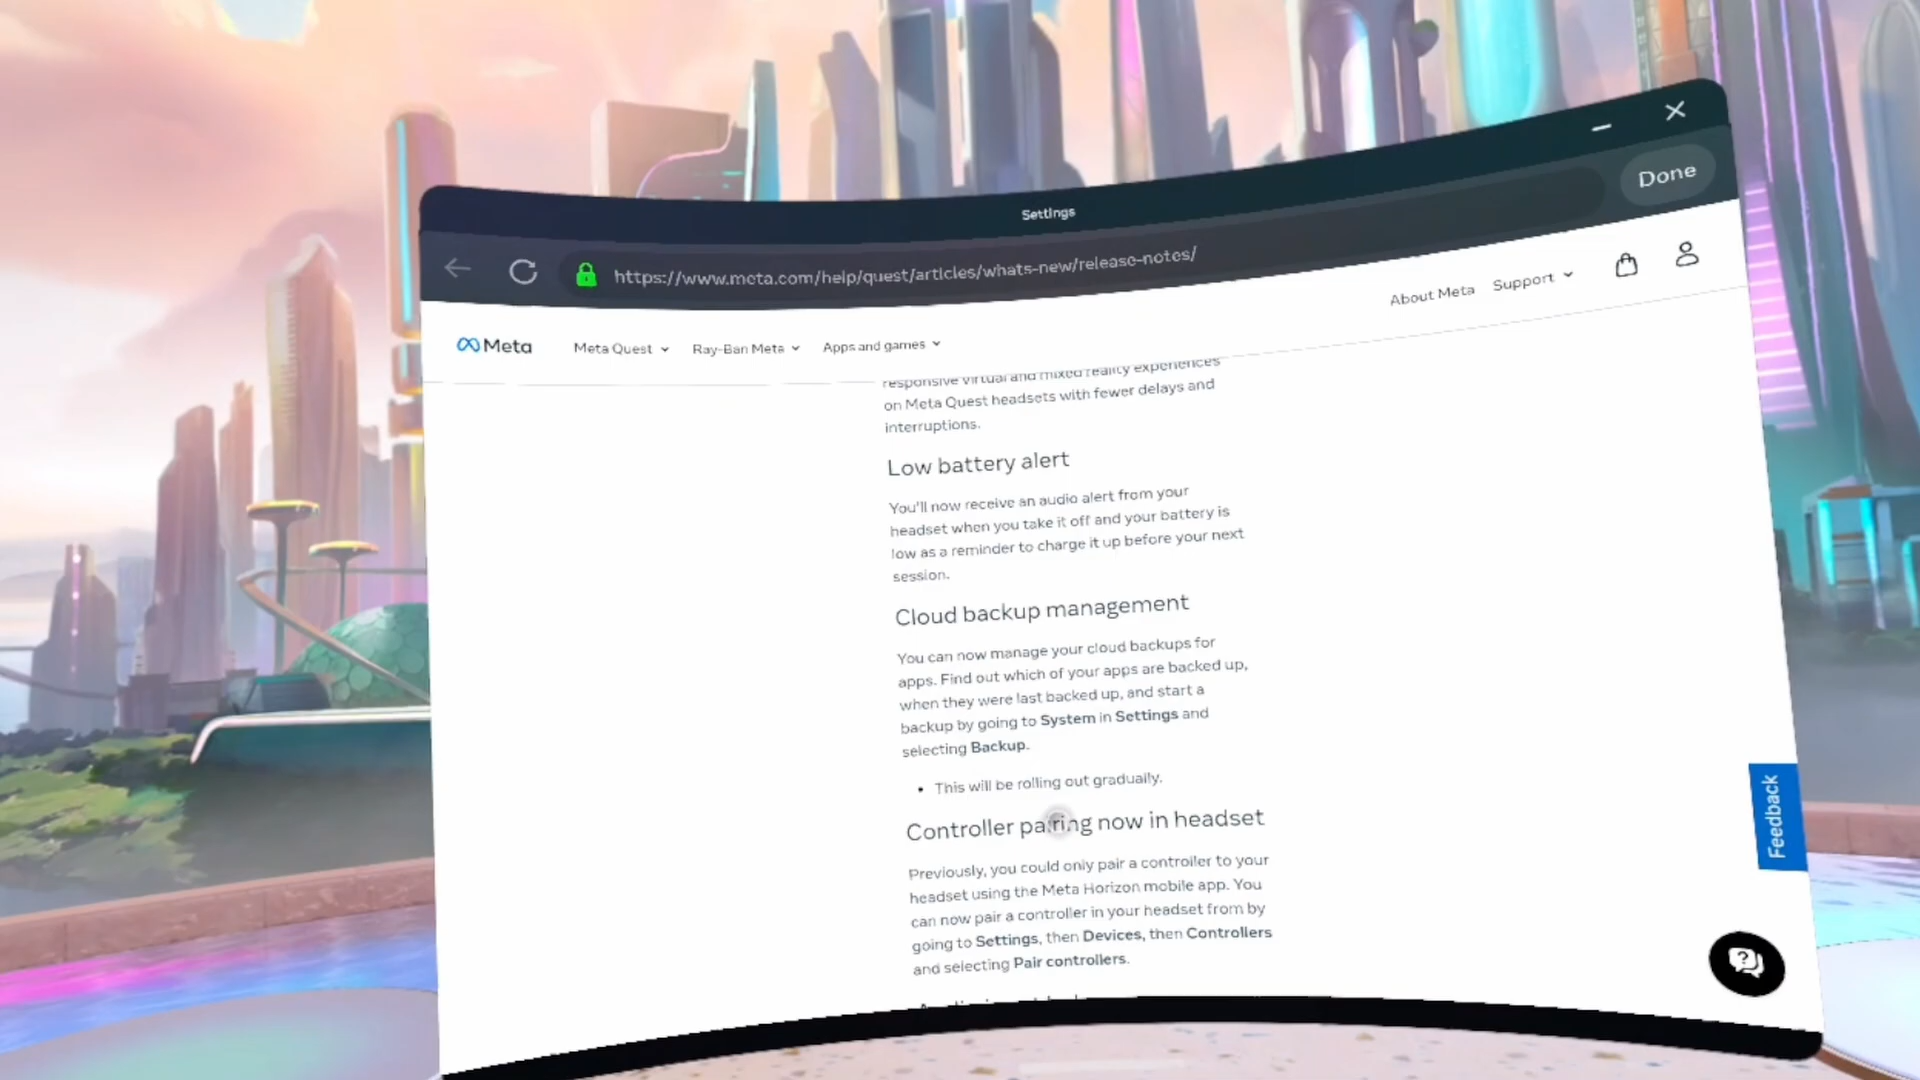 Settings
Done
https://www.meta.com/help/quest/articles/whats-new/release-notes/
Meta
Meta Quest
Ray-Ban Meta
Apps and games
About Meta
Support
responsive virtual and mixed reality experiences
on Meta Quest headsets with fewer delays and
interruptions.
Low battery alert
You'll now receive an audio alert from your
headset when you take it off and your battery is
low as a reminder to charge it up before your next
session.
Cloud backup management
You can now manage your cloud backups for
apps. Find out which of your apps are backed up,
when they were last backed up, and start a
backup by going to System in Settings and
selecting Backup.
• This will be rolling out gradually.
Controller pairing now in headset
Previously, you could only pair a controller to your
headset using the Meta Horizon mobile app. You
can now pair a controller in your headset from by
going to Settings, then Devices, then Controllers
and selecting Pair controllers.
Feedback